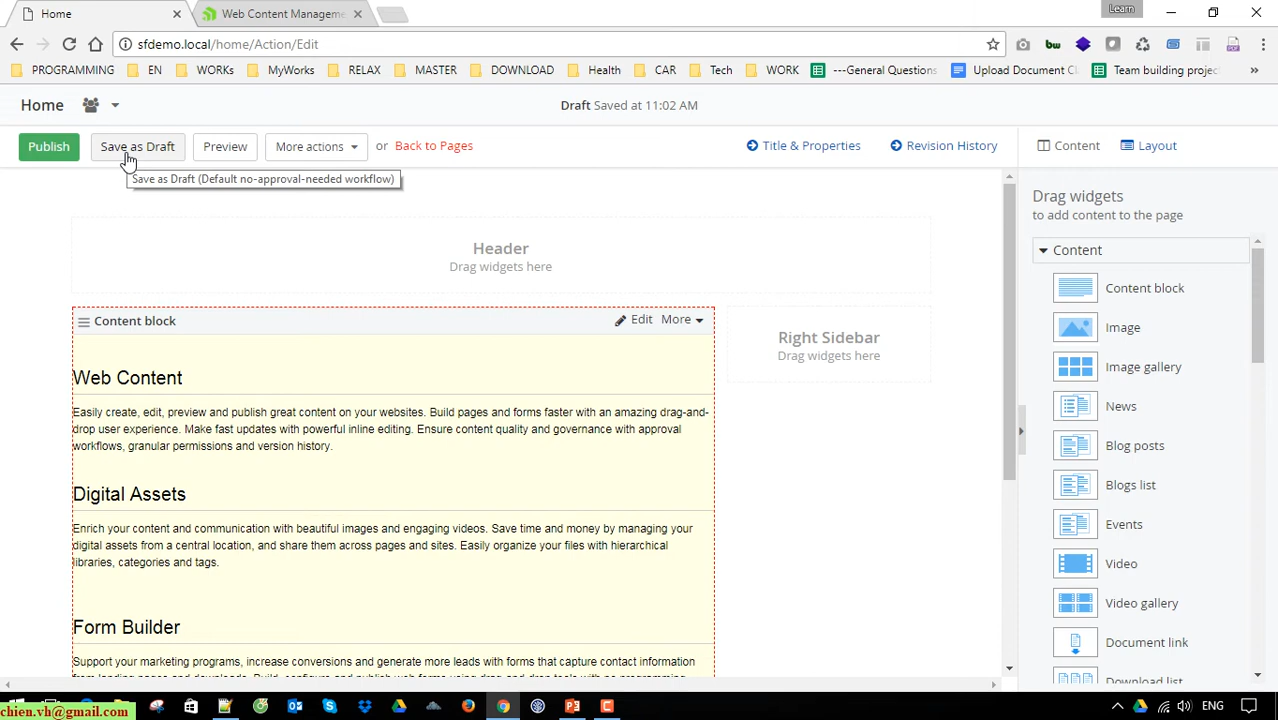 Home
Web Content Manageme
Learn
sfdemo.local/home/Action/Edit
bw
PROGRAMMING
EN
WORKs
MyWorks
RELAX
MASTER
DOWNLOAD
Health
CAR
Tech
WORK
---General Questions
Upload Document Cl
Team building projec
»
Home
Draft Saved at 11:02 AM
Publish
Save as Draft
Preview
More actions
or
Back to Pages
Title & Properties
Revision History
Content
Layout
Save as Draft (Default no-approval-needed workflow)
Drag widgets
to add content to the page
Header
Drag widgets here
Content
Content block
Image
Image gallery
News
Blog posts
Blogs list
Events
Video
Video gallery
Document link
Download list
Content block
Edit
More
Right Sidebar
Drag widgets here
Web Content
Easily create, edit, preview and publish great content on your websites. Build pages and forms faster with an amazing drag-and-
drop user experience. Make fast updates with powerful inline editing. Ensure content quality and governance with approval
workflows, granular permissions and version history.
Digital Assets
Enrich your content and communication with beautiful images and engaging videos. Save time and money by managing your
digital assets from a central location, and share them across pages and sites. Easily organize your files with hierarchical
libraries, categories and tags.
Form Builder
Support your marketing programs, increase conversions and generate more leads with forms that capture contact information
chien.vh@gmail.com
ENG